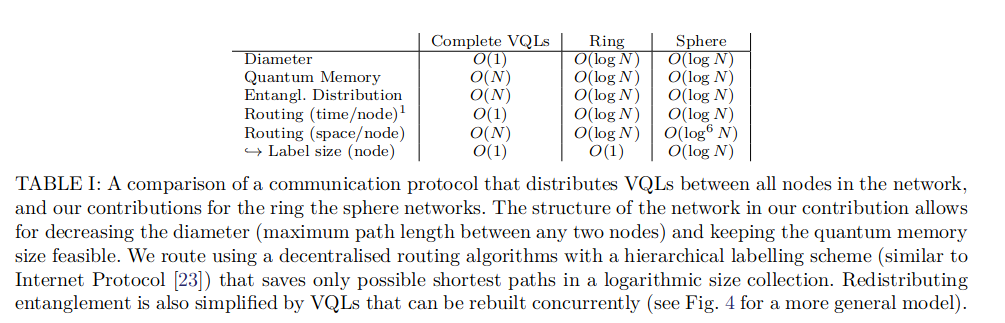 Complete VQLs Ring Sphere
Diameter O(1) O(log N) O(log N)
Quantum Memory O(N) O(log N) O(log N)
Entangl. Distribution O(N) O(log N) O(log N)
Routing (time/node)¹ O(1) O(log N) O(log N)
Routing (space/node) O(N) O(log N) O(log⁶ N)
↪ Label size (node) O(1) O(1) O(log N)
TABLE I: A comparison of a communication protocol that distributes VQLs between all nodes in the network,
and our contributions for the ring the sphere networks. The structure of the network in our contribution allows
for decreasing the diameter (maximum path length between any two nodes) and keeping the quantum memory
size feasible. We route using a decentralised routing algorithms with a hierarchical labelling scheme (similar to
Internet Protocol [23]) that saves only possible shortest paths in a logarithmic size collection. Redistributing
entanglement is also simplified by VQLs that can be rebuilt concurrently (see Fig. 4 for a more general model).